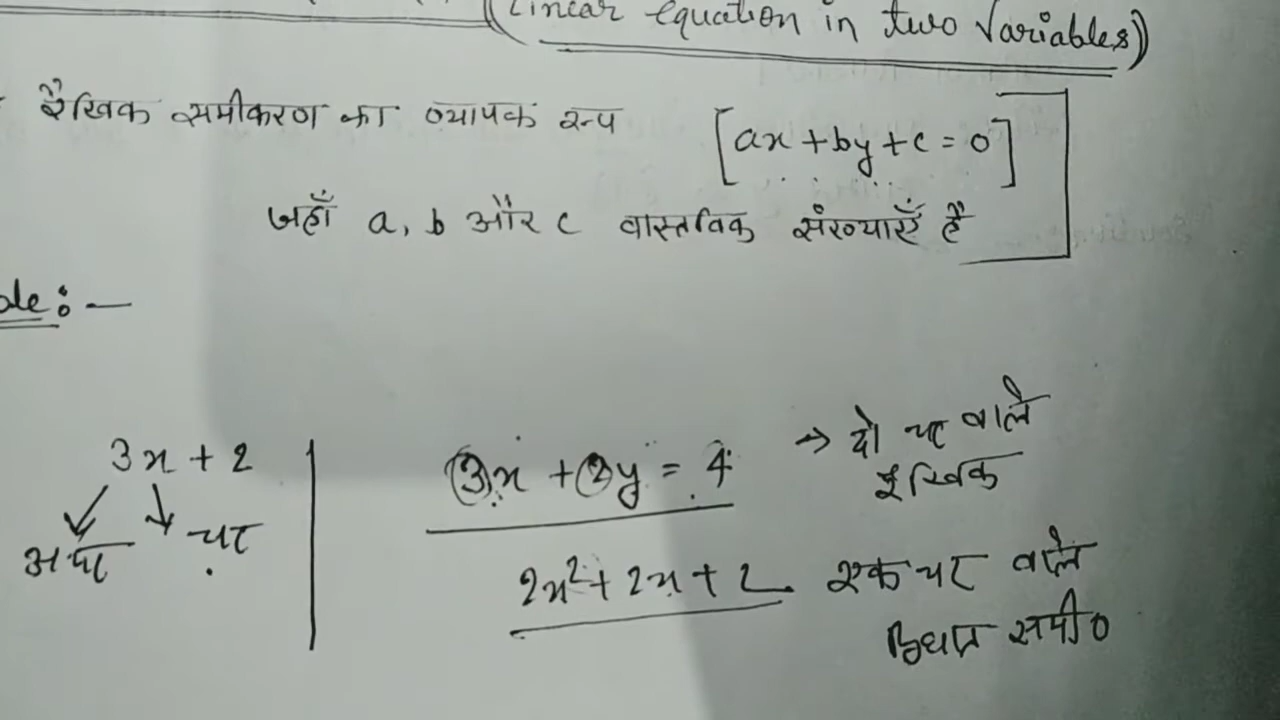 (Linear equation in two Variables)
रैखिक समीकरण का व्यापक रूप [ax + by + c = 0]
जहाँ a, b और c वास्तविक संख्याएँ हैं
ple : —
3x + 2
अचर चर
3x + 2y = 4 → दो चर वाले
रैखिक
2x² + 2x + 2 एक चर वाले
द्विघात समी०